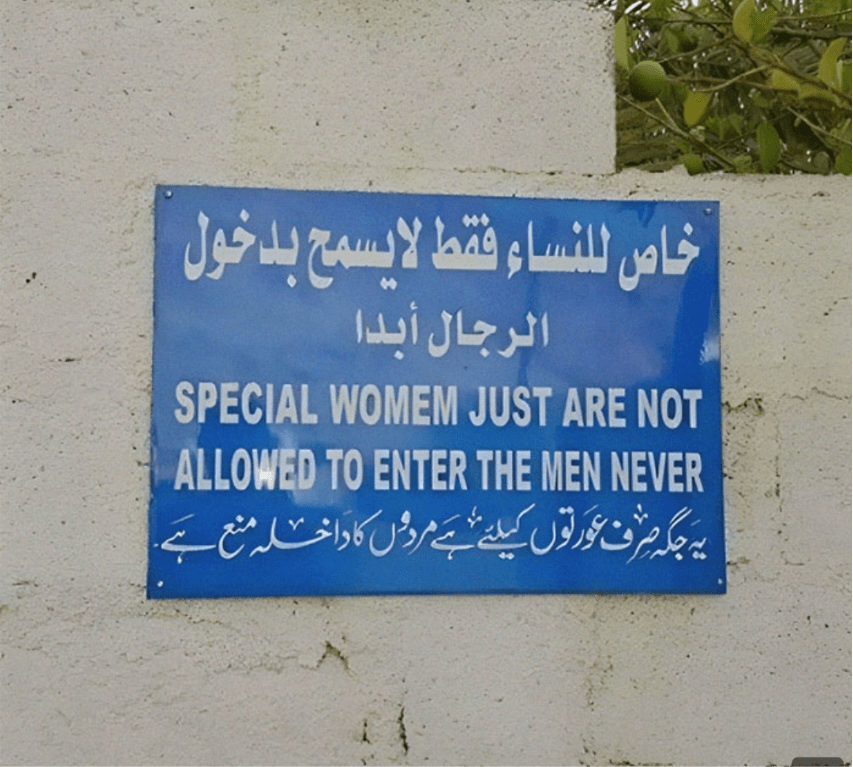 خاص للنساء فقط لايسمح بدخول
الرجال أبدا
SPECIAL WOMEM JUST ARE NOT
ALLOWED TO ENTER THE MEN NEVER
یہ جگہ صرف عورتوں کیلئے ہے مردوں کا داخلہ منع ہے۔